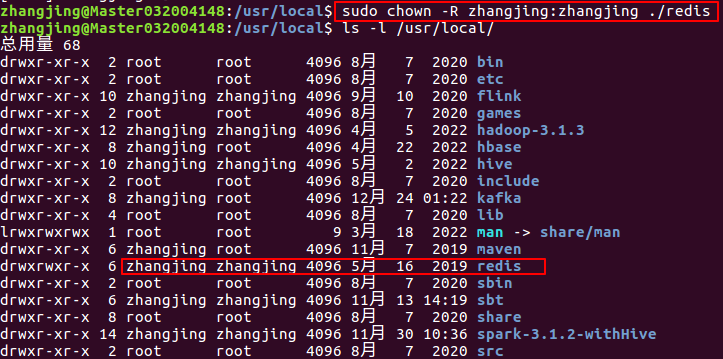 zhangjing@Master032004148:/usr/local$ sudo chown -R zhangjing:zhangjing ./redis
zhangjing@Master032004148:/usr/local$ ls -l /usr/local/
总用量 68
drwxr-xr-x  2 root      root      4096 8月   7  2020 bin
drwxr-xr-x  2 root      root      4096 8月   7  2020 etc
drwxr-xr-x 10 zhangjing zhangjing 4096 9月  10  2020 flink
drwxr-xr-x  2 root      root      4096 8月   7  2020 games
drwxr-xr-x 12 zhangjing zhangjing 4096 4月   5  2022 hadoop-3.1.3
drwxr-xr-x  8 zhangjing root      4096 4月  22  2022 hbase
drwxr-xr-x 10 zhangjing zhangjing 4096 5月   2  2022 hive
drwxr-xr-x  2 root      root      4096 8月   7  2020 include
drwxr-xr-x  8 zhangjing root      4096 12月 24 01:22 kafka
drwxr-xr-x  4 root      root      4096 8月   7  2020 lib
lrwxrwxrwx  1 root      root         9 3月  18  2022 man -> share/man
drwxr-xr-x  6 zhangjing root      4096 11月  7  2019 maven
drwxrwxr-x  6 zhangjing zhangjing 4096 5月  16  2019 redis
drwxr-xr-x  2 root      root      4096 8月   7  2020 sbin
drwxr-xr-x  6 zhangjing zhangjing 4096 11月 13 14:19 sbt
drwxr-xr-x  8 root      root      4096 8月   7  2020 share
drwxr-xr-x 14 zhangjing zhangjing 4096 11月 30 10:36 spark-3.1.2-withHive
drwxr-xr-x  2 root      root      4096 8月   7  2020 src